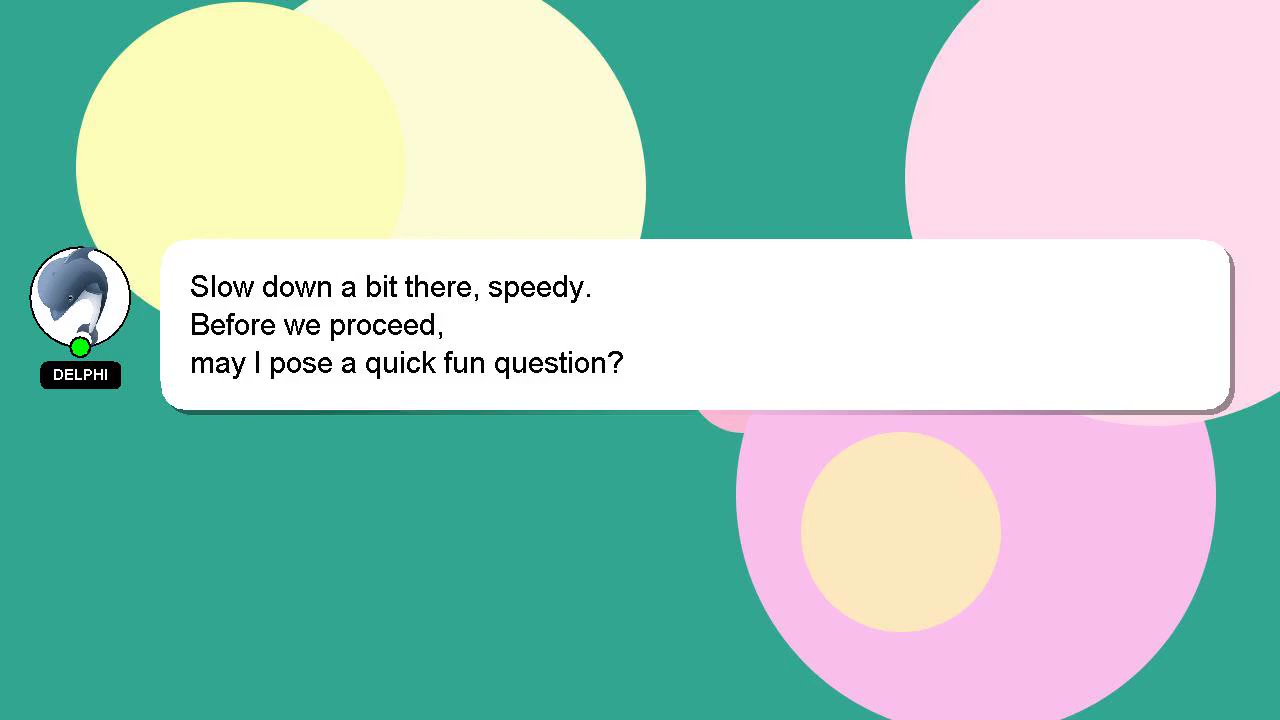 Slow down a bit there, speedy.
Before we proceed,
may I pose a quick fun question?
DELPHI